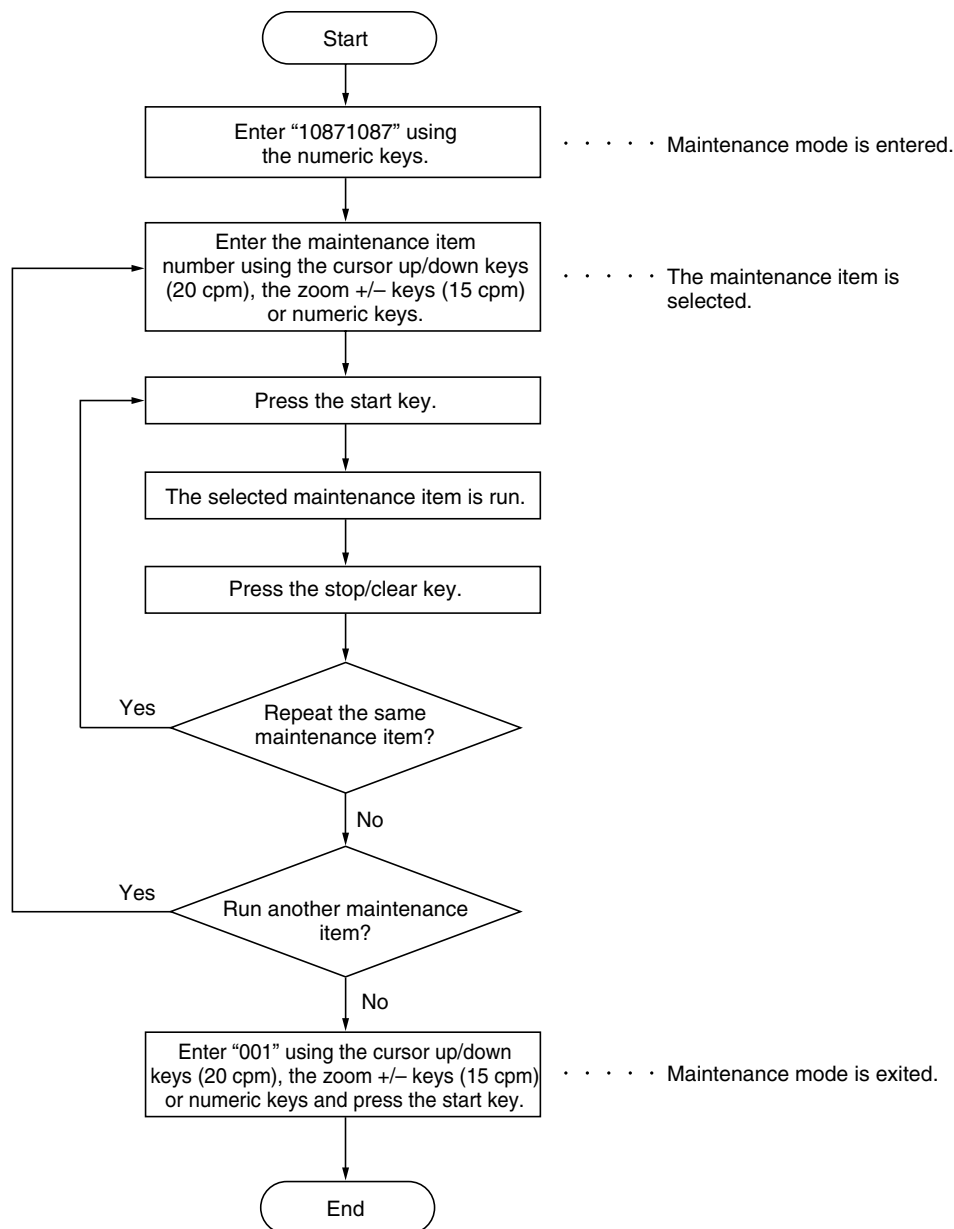 Start
Enter “10871087” using
the numeric keys.
· · · · · Maintenance mode is entered.
Enter the maintenance item
number using the cursor up/down keys
(20 cpm), the zoom +/– keys (15 cpm)
or numeric keys.
· · · · · The maintenance item is
selected.
Press the start key.
The selected maintenance item is run.
Press the stop/clear key.
Yes
Repeat the same
maintenance item?
No
Yes
Run another maintenance
item?
No
Enter “001” using the cursor up/down
keys (20 cpm), the zoom +/– keys (15 cpm)
or numeric keys and press the start key.
· · · · · Maintenance mode is exited.
End